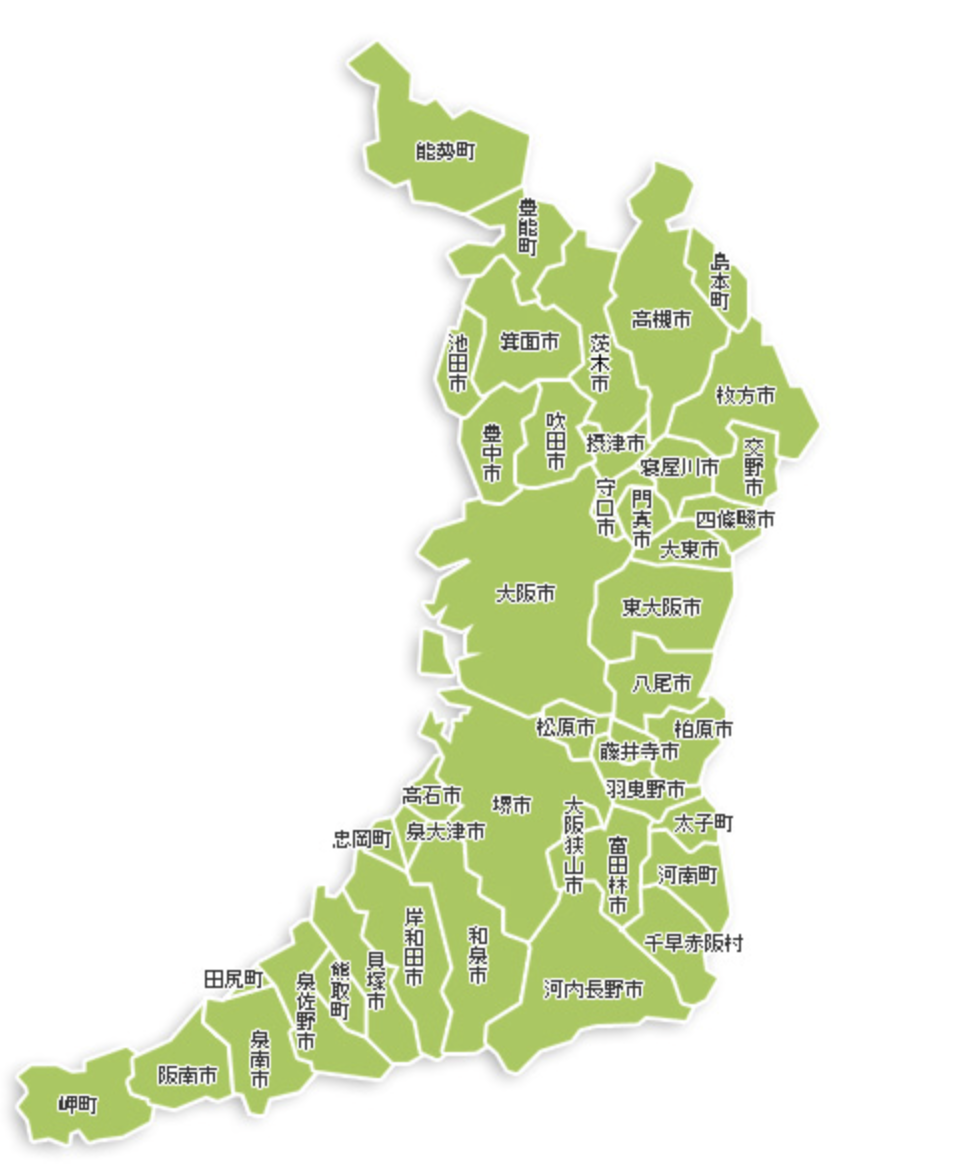 能勢町
豊能町
島本町
高槻市
箕面市
池田市
茨木市
枚方市
豊中市
吹田市
摂津市
交野市
寝屋川市
守口市
門真市
四條畷市
大東市
大阪市
東大阪市
八尾市
松原市
柏原市
藤井寺市
羽曳野市
高石市
堺市
大阪狭山市
太子町
忠岡町
泉大津市
富田林市
河南町
千早赤阪村
岸和田市
和泉市
貝塚市
熊取町
田尻町
泉佐野市
河内長野市
泉南市
阪南市
岬町